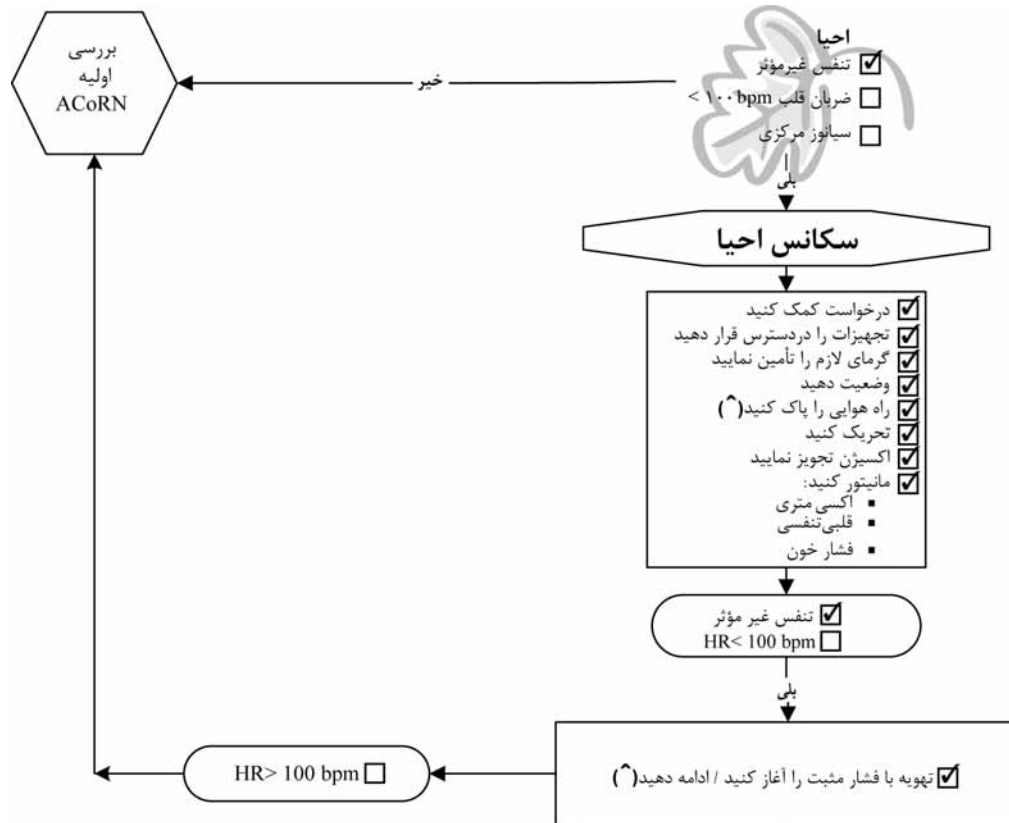 بررسی
اولیه
ACoRN
خیر
احیا
تنفس غیرمؤثر
ضربان قلب ۱۰۰ bpm >
سیانوز مرکزی
بلی
سکانس احیا
درخواست کمک کنید
تجهیزات را دردسترس قرار دهید
گرمای لازم را تأمین نمایید
وضعیت دهید
راه هوایی را پاک کنید(^)
تحریک کنید
اکسیژن تجویز نمایید
مانیتور کنید:
اکسی متری
قلبی‌تنفسی
فشار خون
تنفس غیر مؤثر
HR< 100 bpm
بلی
تهویه با فشار مثبت را آغاز کنید / ادامه دهید(^)
HR> 100 bpm